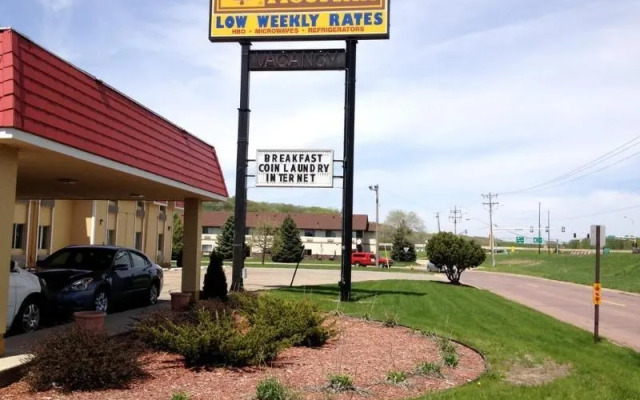 LOW WEEKLY RATES
HBO • MICROWAVES • REFRIGERATORS
VACANCY
BREAKFAST
COIN LAUNDRY
INTERNET